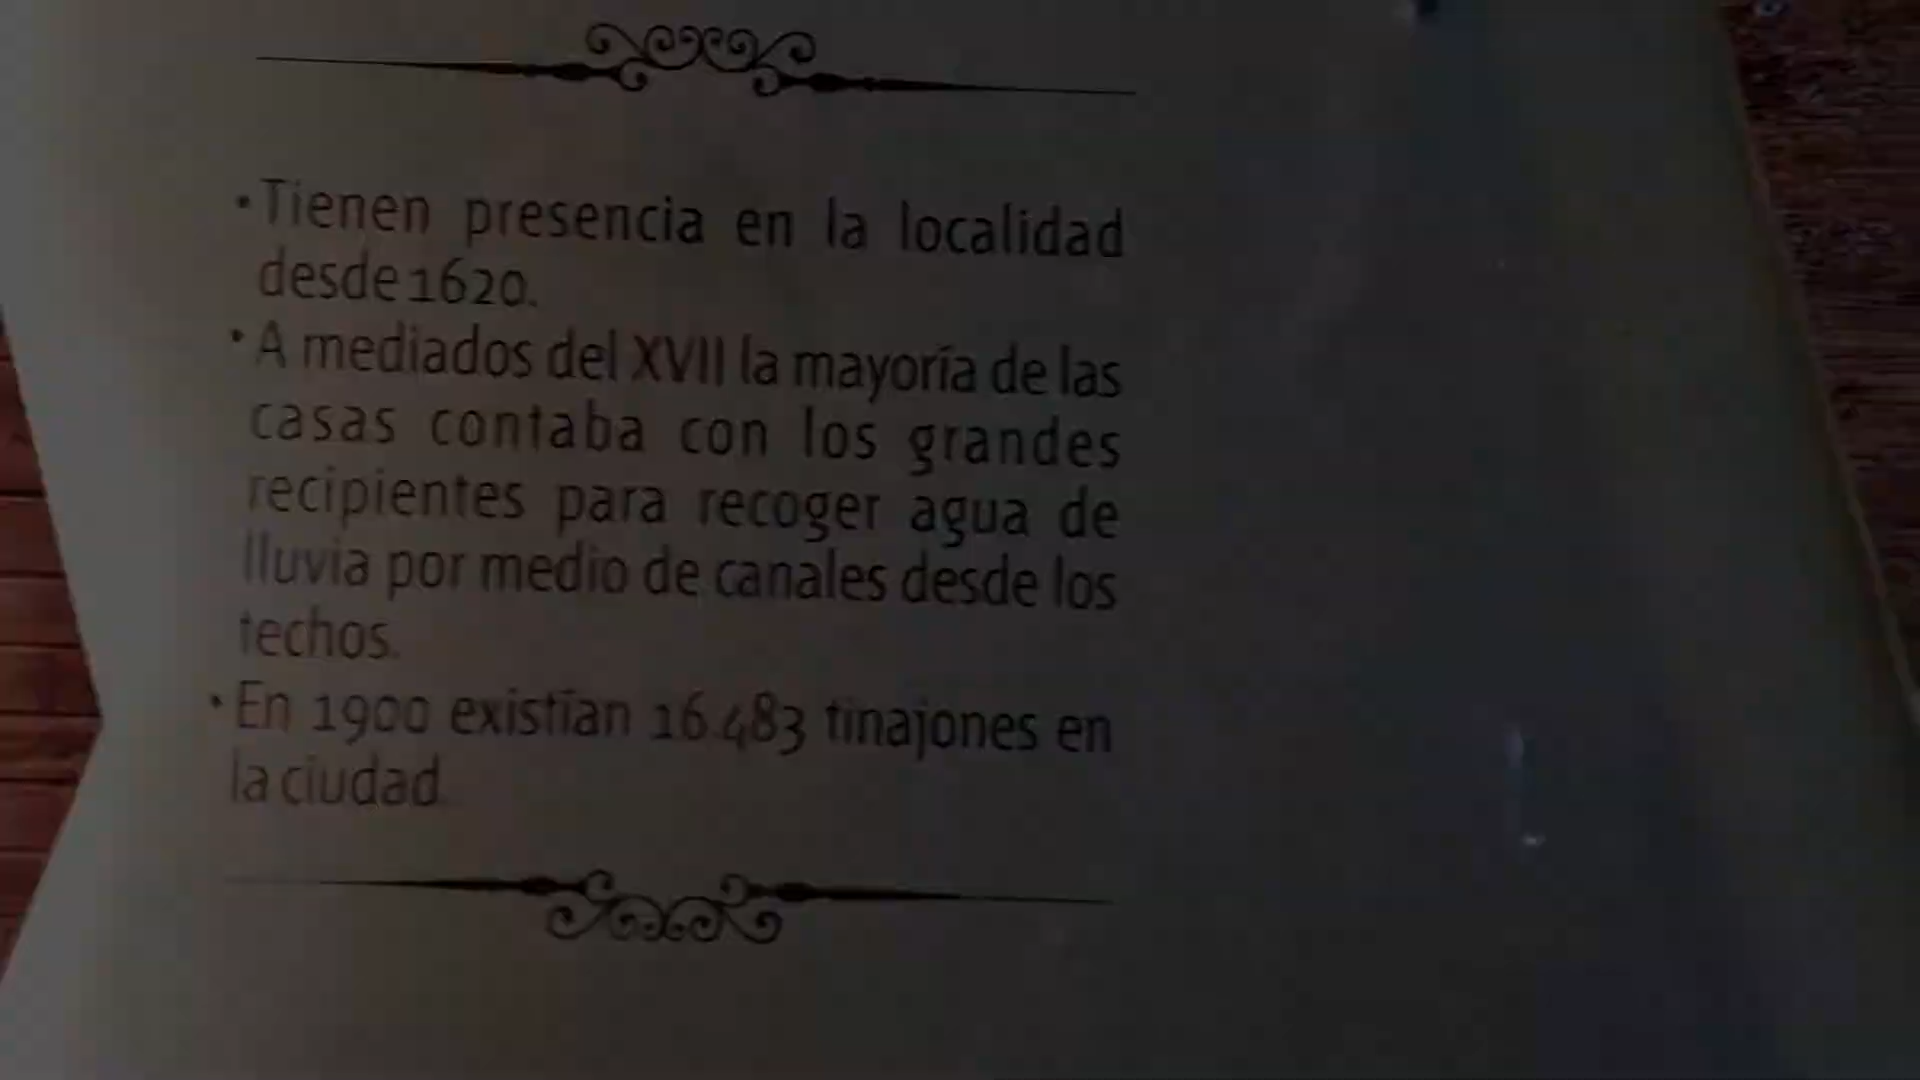 •Tienen presencia en la localidad
desde 1620.
•A mediados del XVII la mayoría de las
casas contaba con los grandes
recipientes para recoger agua de
lluvia por medio de canales desde los
techos.
•En 1900 existían 16.483 tinajones en
la ciudad.